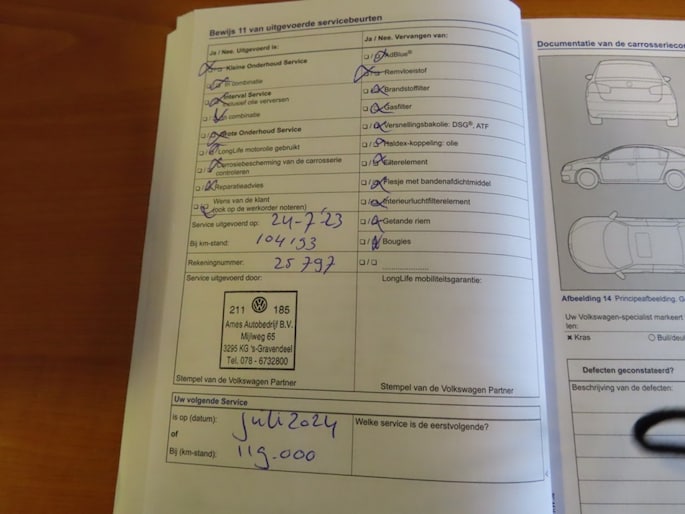 Bewijs 11 van uitgevoerde servicebeurten
Ja / Nee. Uitgevoerd is:
Kleine Onderhoud Service
in combinatie
Interval Service
inclusief olie verversen
in combinatie
Grote Onderhoud Service
LongLife motorolie gebruikt
Carrosiebescherming van de carrosserie
controleren
Reparatieadvies
Wens van de klant
(ook op de werkorder noteren)
Service uitgevoerd op: 24-7-'23
Bij km-stand: 104193
Rekeningnummer: 25797
Service uitgevoerd door:
211 185
Ames Autobedrijf B.V.
Mijlweg 65
3295 KG 's-Gravendeel
Tel. 078 - 6732800
Stempel van de Volkswagen Partner
Ja / Nee. Vervangen van:
AdBlue®
Remvloeistof
Brandstoffilter
Gasfilter
Versnellingsbakolie: DSG®, ATF
Haldex-koppeling: olie
Filterelement
Flesje met bandenafdichtmiddel
Interieurluchtfilterelement
Getande riem
Bougies
LongLife mobiliteitsgarantie:
Stempel van de Volkswagen Partner
Uw volgende Service
is op (datum): juli 2024
of
Bij (km-stand): 119.000
Welke service is de eerstvolgende?
Documentatie van de carrosserieco
Afbeelding 14 Principeafbeelding. G
Uw Volkswagen-specialist markeert
len:
× Kras
Defecten geconstateerd?
Beschrijving van de defecten: